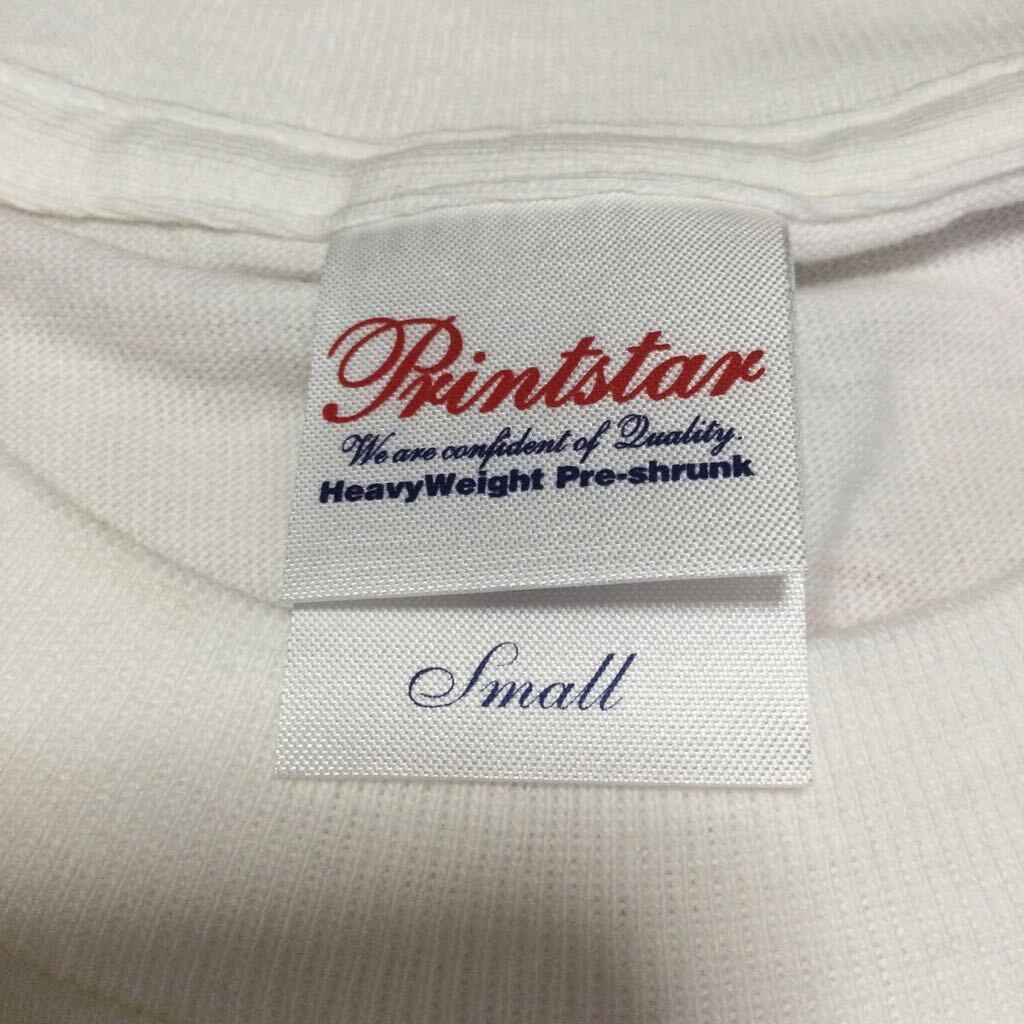 Printstar
We are confident of Quality.
HeavyWeight Pre-shrunk
Small